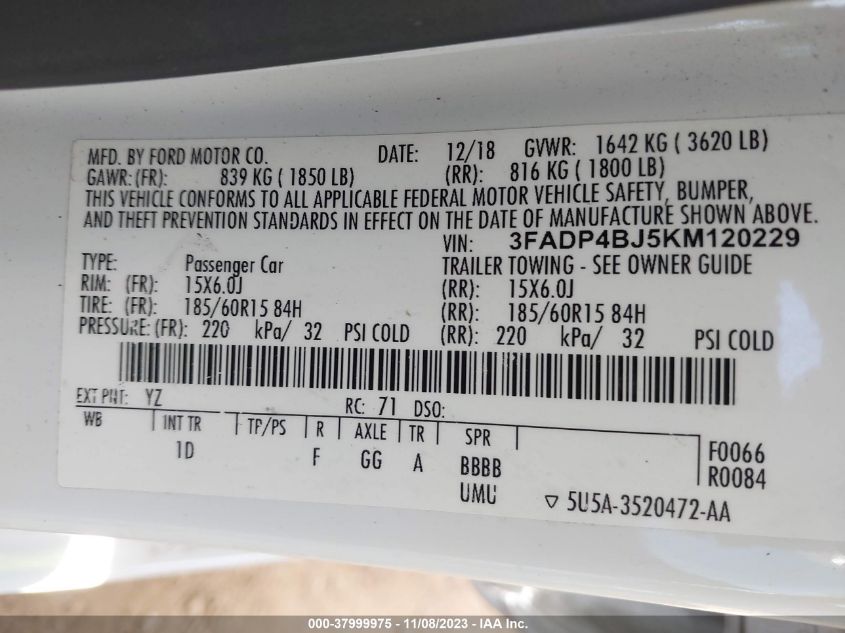 MFD. BY FORD MOTOR CO. DATE: 12/18 GVWR: 1642 KG ( 3620 LB)
GAWR: (FR): 839 KG ( 1850 LB) (RR): 816 KG ( 1800 LB)
THIS VEHICLE CONFORMS TO ALL APPLICABLE FEDERAL MOTOR VEHICLE SAFETY, BUMPER,
AND THEFT PREVENTION STANDARDS IN EFFECT ON THE DATE OF MANUFACTURE SHOWN ABOVE.
VIN: 3FADP4BJ5KM120229
TYPE: Passenger Car TRAILER TOWING - SEE OWNER GUIDE
RIM: (FR): 15X6.0J (RR): 15X6.0J
TIRE: (FR): 185/60R15 84H (RR): 185/60R15 84H
PRESSURE: (FR): 220 kPa/ 32 PSI COLD (RR): 220 kPa/ 32 PSI COLD
EXT PNT: YZ RC: 71 DSO:
WB INT TR TP/PS R AXLE TR SPR F0066
1D F GG A BBBB R0084
UMU ▽ 5U5A-3520472-AA
000-37999975 - 11/08/2023 - IAA Inc.